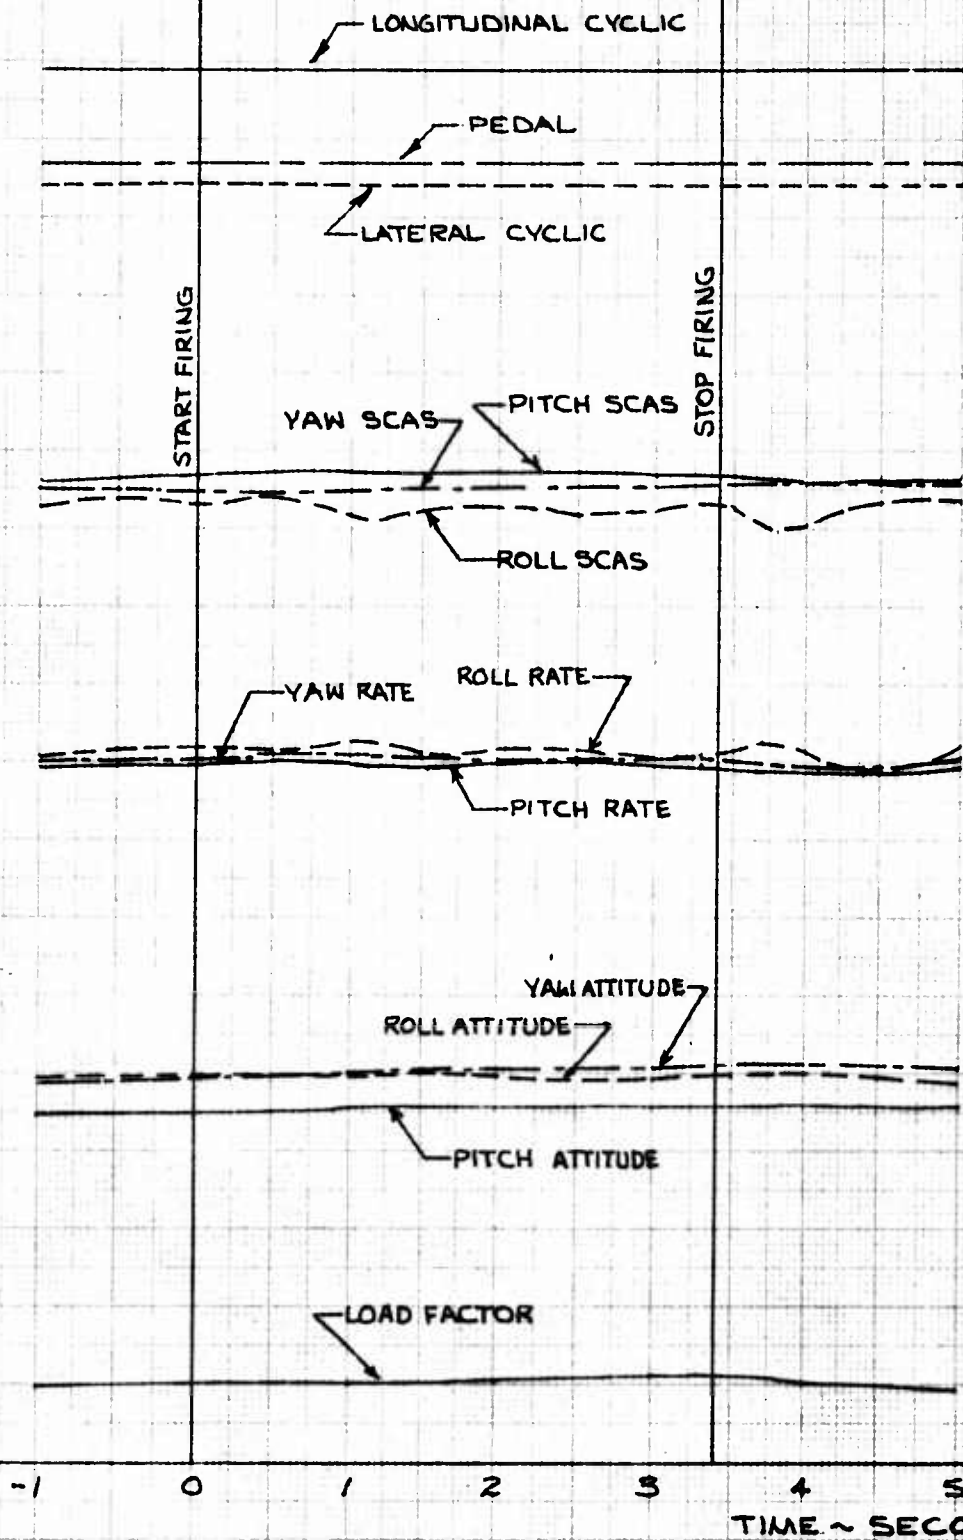 LONGITUDINAL CYCLIC
PEDAL
LATERAL CYCLIC
START FIRING
STOP FIRING
YAW SCAS
PITCH SCAS
ROLL SCAS
YAW RATE
ROLL RATE
PITCH RATE
YAW ATTITUDE
ROLL ATTITUDE
PITCH ATTITUDE
LOAD FACTOR
-1 0 1 2 3 4 5
TIME ~ SECO